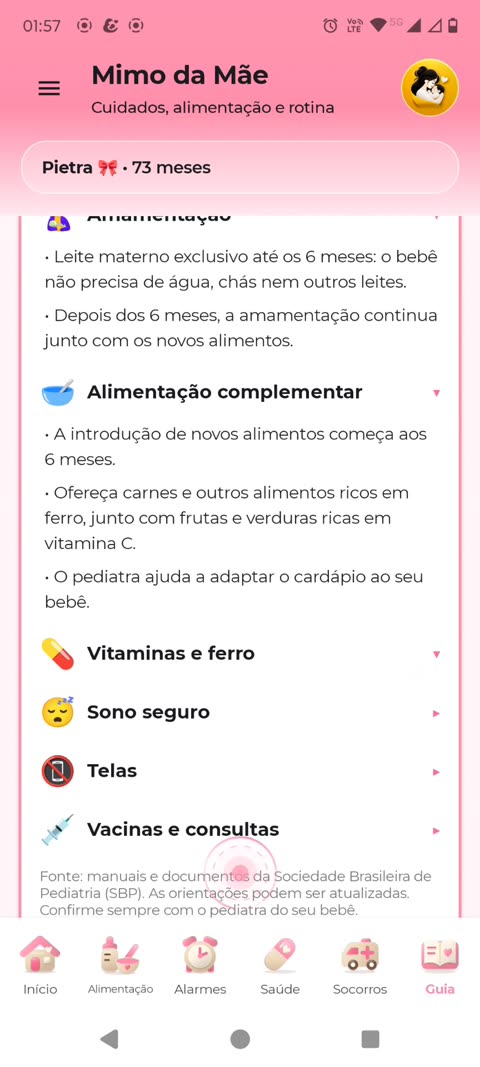 01:57
Vo))
LTE
5G
Mimo da Mãe
Cuidados, alimentação e rotina
Pietra 🎀 • 73 meses
Amamentação
• Leite materno exclusivo até os 6 meses: o bebê
não precisa de água, chás nem outros leites.
• Depois dos 6 meses, a amamentação continua
junto com os novos alimentos.
Alimentação complementar
• A introdução de novos alimentos começa aos
6 meses.
• Ofereça carnes e outros alimentos ricos em
ferro, junto com frutas e verduras ricas em
vitamina C.
• O pediatra ajuda a adaptar o cardápio ao seu
bebê.
Vitaminas e ferro
Sono seguro
Telas
Vacinas e consultas
Fonte: manuais e documentos da Sociedade Brasileira de
Pediatria (SBP). As orientações podem ser atualizadas.
Confirme sempre com o pediatra do seu bebê.
Início
Alimentação
Alarmes
Saúde
Socorros
Guia